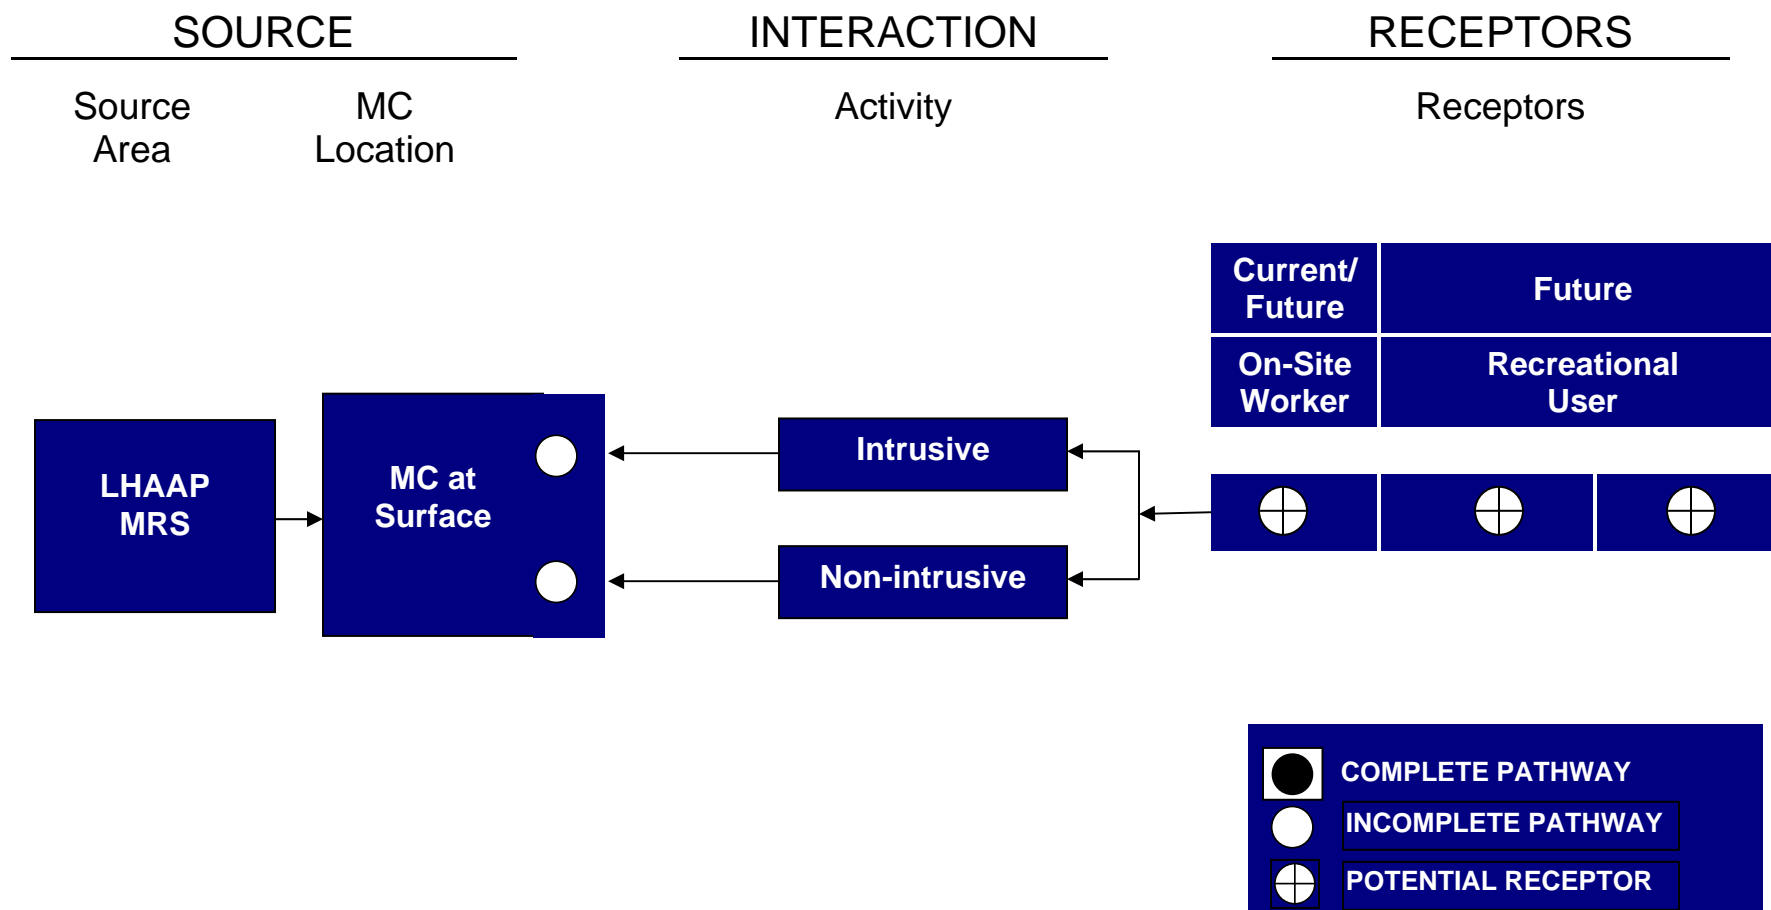 SOURCE
INTERACTION
RECEPTORS
Source
Area
MC
Location
Activity
Receptors
Current/
Future
Future
On-Site
Worker
Recreational
User
LHAAP
MRS
MC at
Surface
Intrusive
Non-intrusive
COMPLETE PATHWAY
INCOMPLETE PATHWAY
POTENTIAL RECEPTOR